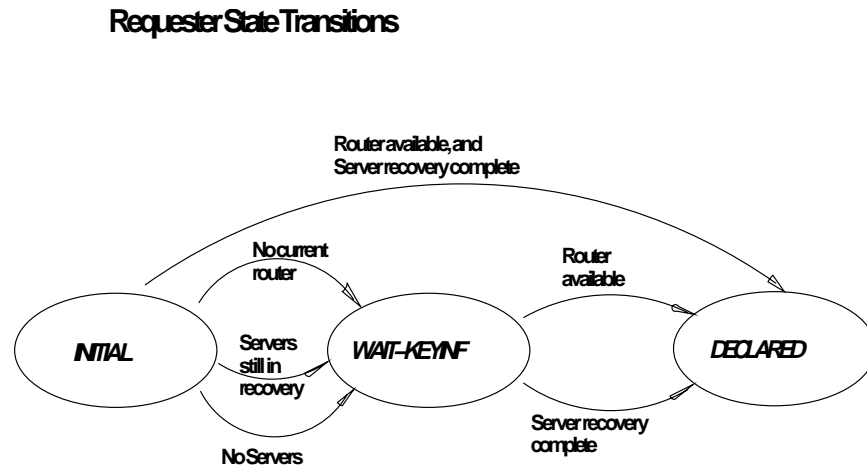 Requester State Transitions
Router available, and
Server recovery complete
No current
router
Router
available
INITIAL
Servers
still in
recovery
WAIT-KEYINF
DECLARED
No Servers
Server recovery
complete